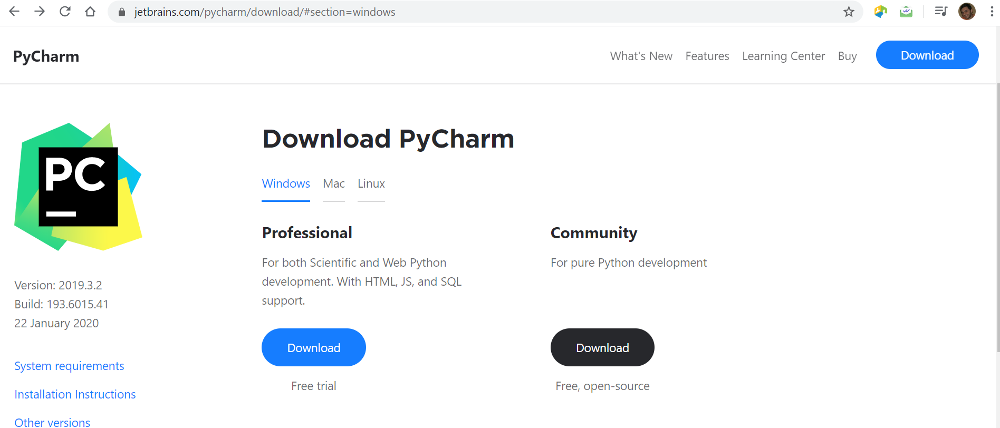 jetbrains.com/pycharm/download/#section=windows
PyCharm
What's New Features Learning Center Buy Download
Download PyCharm
Windows Mac Linux
PC
Professional
For both Scientific and Web Python
development. With HTML, JS, and SQL
support.
Download
Free trial
Community
For pure Python development
Download
Free, open-source
Version: 2019.3.2
Build: 193.6015.41
22 January 2020
System requirements
Installation Instructions
Other versions